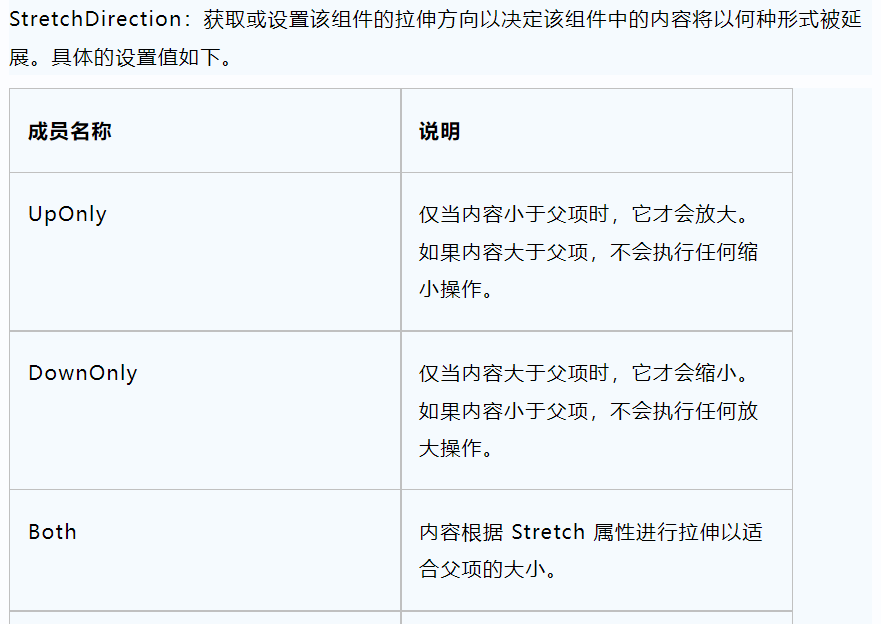 StretchDirection：获取或设置该组件的拉伸方向以决定该组件中的内容将以何种形式被延
展。具体的设置值如下。
成员名称
说明
UpOnly
仅当内容小于父项时，它才会放大。
如果内容大于父项，不会执行任何缩
小操作。
DownOnly
仅当内容大于父项时，它才会缩小。
如果内容小于父项，不会执行任何放
大操作。
Both
内容根据 Stretch 属性进行拉伸以适
合父项的大小。